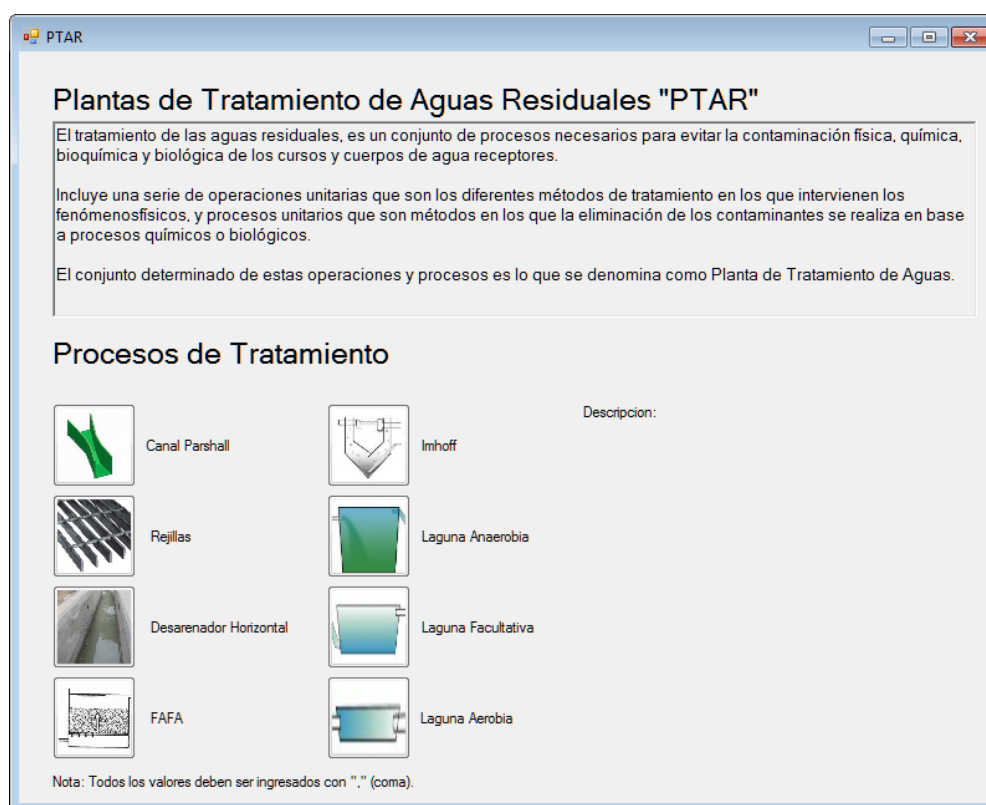 PTAR
Plantas de Tratamiento de Aguas Residuales "PTAR"
El tratamiento de las aguas residuales, es un conjunto de procesos necesarios para evitar la contaminación física, química,
bioquímica y biológica de los cursos y cuerpos de agua receptores.
Incluye una serie de operaciones unitarias que son los diferentes métodos de tratamiento en los que intervienen los
fenómenosfísicos, y procesos unitarios que son métodos en los que la eliminación de los contaminantes se realiza en base
a procesos químicos o biológicos.
El conjunto determinado de estas operaciones y procesos es lo que se denomina como Planta de Tratamiento de Aguas.
Procesos de Tratamiento
Descripcion:
Canal Parshall
Imhoff
Rejillas
Laguna Anaerobia
Desarenador Horizontal
Laguna Facultativa
FAFA
Laguna Aerobia
Nota: Todos los valores deben ser ingresados con "," (coma).